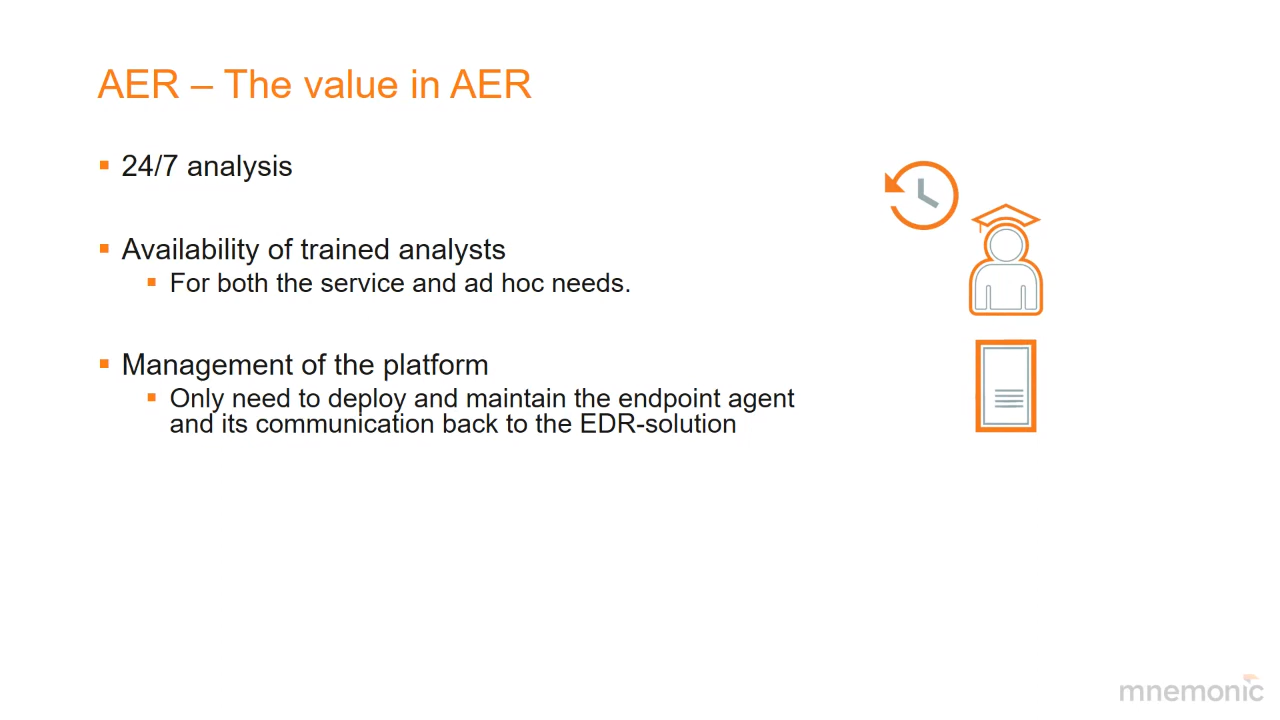 AER – The value in AER
24/7 analysis
Availability of trained analysts
For both the service and ad hoc needs.
Management of the platform
Only need to deploy and maintain the endpoint agent
and its communication back to the EDR-solution
mnemonic